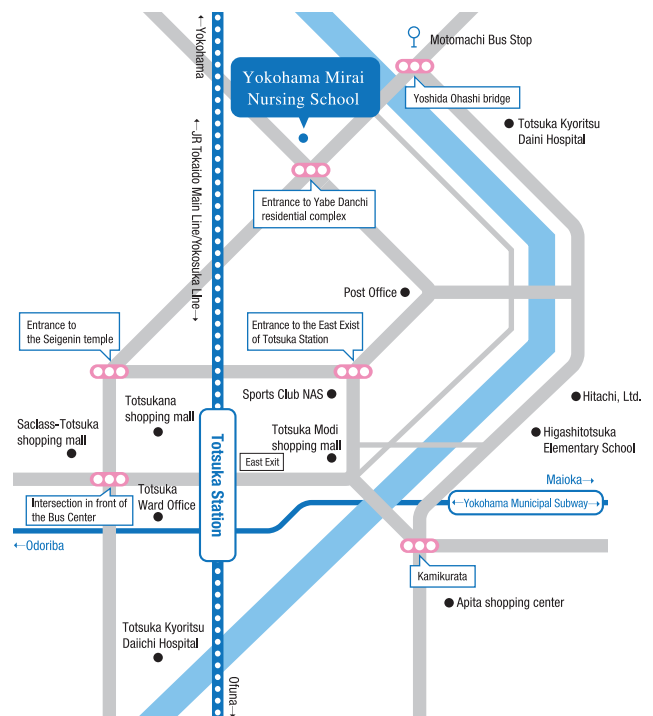 ←Yokohama
Motomachi Bus Stop
Yokohama Mirai
Nursing School
Yoshida Ohashi bridge
Totsuka Kyoritsu
Daini Hospital
←JR Tokaido Main Line/Yokosuka LIne→
Entrance to Yabe Danchi
residential complex
Post Office
Entrance to
the Seigenin temple
Entrance to the East Exist
of Totsuka Station
Sports Club NAS
Hitachi, Ltd.
Totsukana
shopping mall
Saclass-Totsuka
shopping mall
Totsuka Modi
shopping mall
Higashitotsuka
Elementary School
Totsuka Station
East Exit
Maioka→
Intersection in front of
the Bus Center
Totsuka
Ward Office
←Yokohama Municipal Subway→
←Odoriba
Kamikurata
Apita shopping center
Totsuka Kyoritsu
Daiichi Hospital
Ofuna→